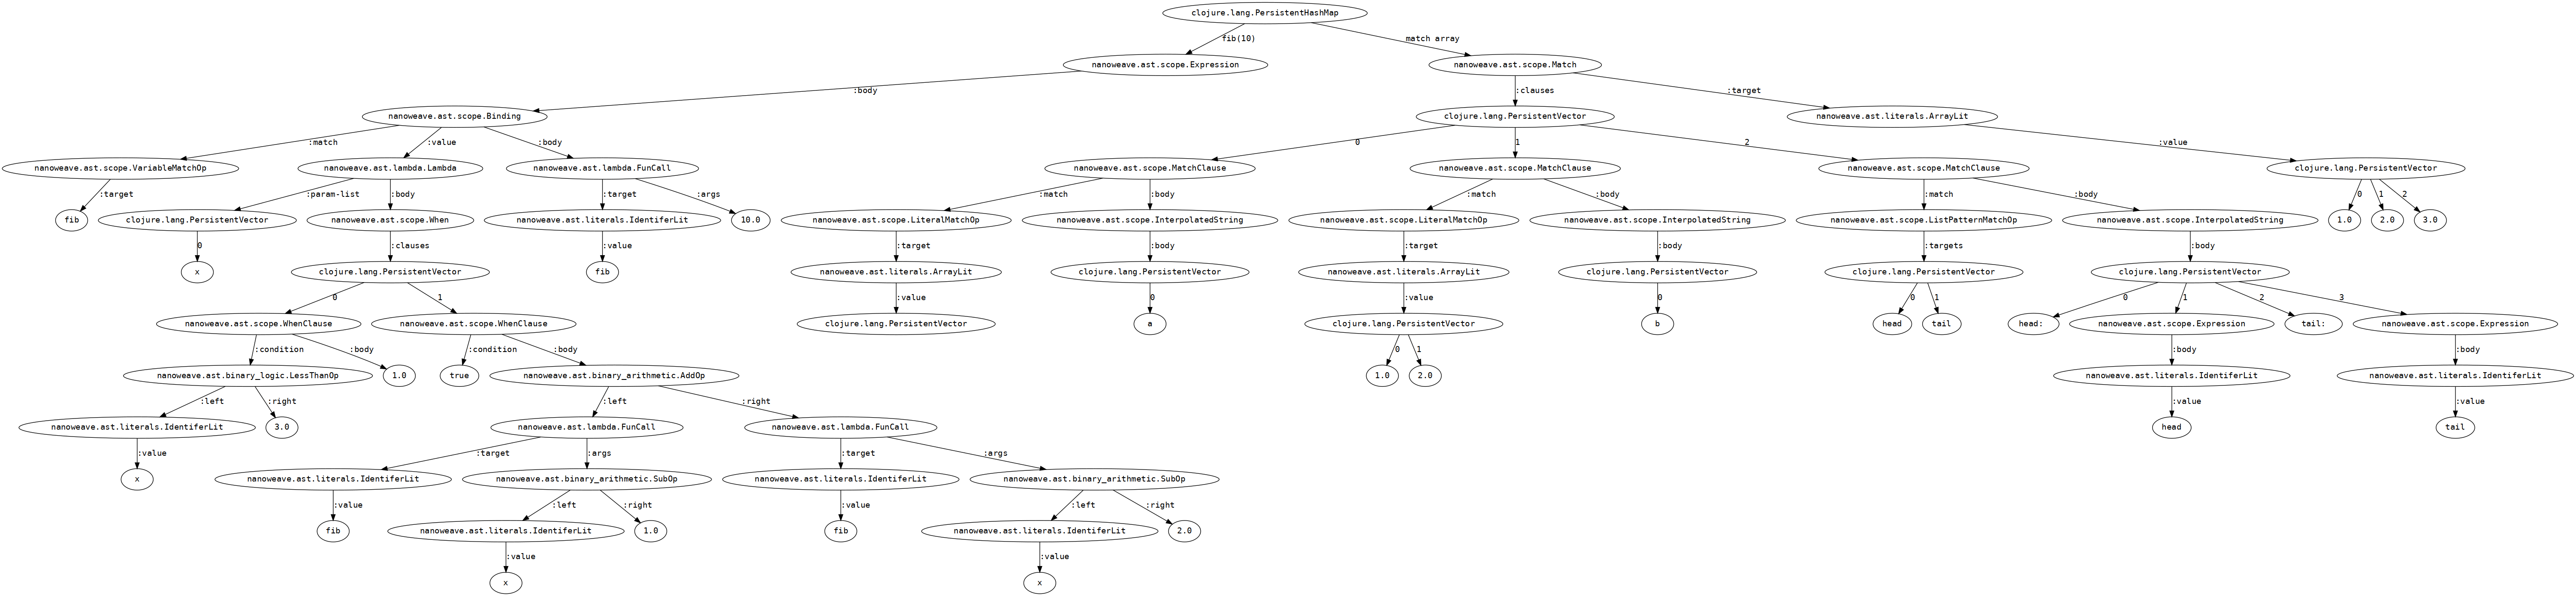 clojure.lang.PersistentHashMap
fib(10) match array
nanoweave.ast.scope.Expression nanoweave.ast.scope.Match
:body :clauses :target
nanoweave.ast.scope.Binding clojure.lang.PersistentVector nanoweave.ast.literals.ArrayLit
:match :value :body 0 1 2 :value
nanoweave.ast.scope.VariableMatchOp nanoweave.ast.lambda.Lambda nanoweave.ast.lambda.FunCall nanoweave.ast.scope.MatchClause nanoweave.ast.scope.MatchClause nanoweave.ast.scope.MatchClause clojure.lang.PersistentVector
:target :param-list :body :target :args :match :body :match :body :match :body 0 1 2
fib clojure.lang.PersistentVector nanoweave.ast.scope.When nanoweave.ast.literals.IdentiferLit 10.0 nanoweave.ast.scope.LiteralMatchOp nanoweave.ast.scope.InterpolatedString nanoweave.ast.scope.LiteralMatchOp nanoweave.ast.scope.InterpolatedString nanoweave.ast.scope.ListPatternMatchOp nanoweave.ast.scope.InterpolatedString 1.0 2.0 3.0
0 :clauses :value :target :body :target :body :targets :body
x clojure.lang.PersistentVector fib nanoweave.ast.literals.ArrayLit clojure.lang.PersistentVector nanoweave.ast.literals.ArrayLit clojure.lang.PersistentVector clojure.lang.PersistentVector clojure.lang.PersistentVector
0 1 :value 0 :value 0 0 1 0 1 2 3
nanoweave.ast.scope.WhenClause nanoweave.ast.scope.WhenClause clojure.lang.PersistentVector a clojure.lang.PersistentVector b head tail head: nanoweave.ast.scope.Expression tail: nanoweave.ast.scope.Expression
:condition :body :condition :body 0 1 :body :body
nanoweave.ast.binary_logic.LessThanOp 1.0 true nanoweave.ast.binary_arithmetic.AddOp 1.0 2.0 nanoweave.ast.literals.IdentiferLit nanoweave.ast.literals.IdentiferLit
:left :right :left :right :value :value
nanoweave.ast.literals.IdentiferLit 3.0 nanoweave.ast.lambda.FunCall nanoweave.ast.lambda.FunCall head tail
:value :target :args :target :args
x nanoweave.ast.literals.IdentiferLit nanoweave.ast.binary_arithmetic.SubOp nanoweave.ast.literals.IdentiferLit nanoweave.ast.binary_arithmetic.SubOp
:value :left :right :value :left :right
fib nanoweave.ast.literals.IdentiferLit 1.0 fib nanoweave.ast.literals.IdentiferLit 2.0
:value :value
x x